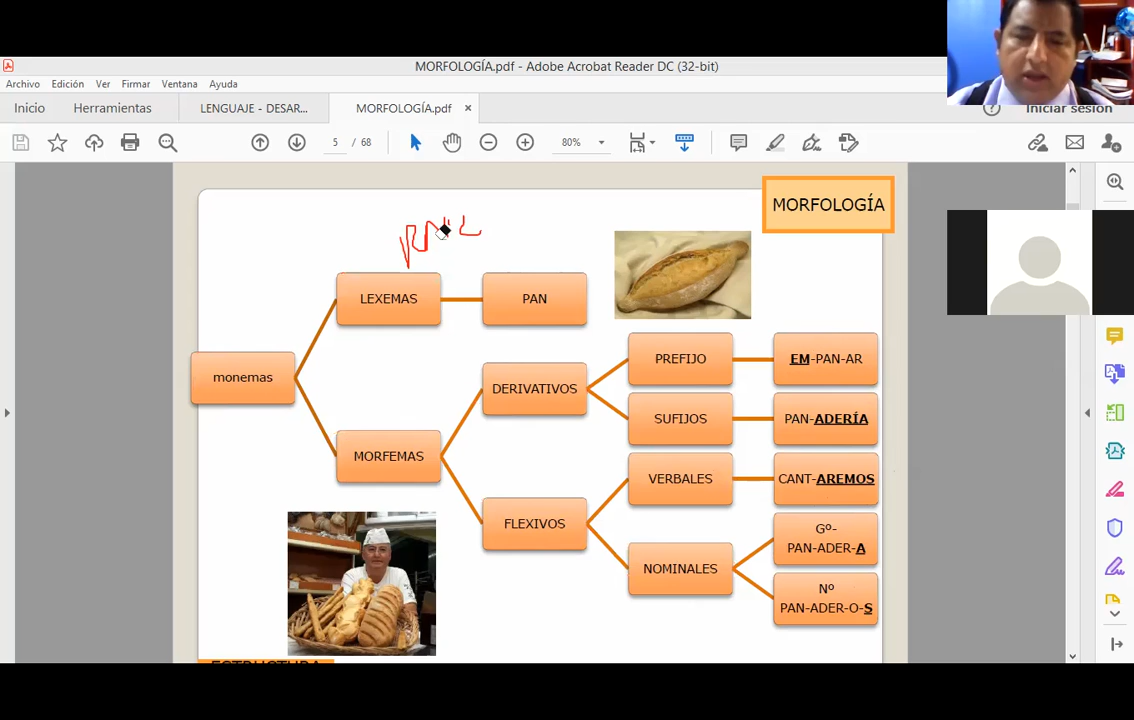 MORFOLOGÍA.pdf - Adobe Acrobat Reader DC (32-bit)
Archivo Edición Ver Firmar Ventana Ayuda
Inicio Herramientas LENGUAJE - DESAR... MORFOLOGÍA.pdf × Iniciar sesión
5 / 68 80%
MORFOLOGÍA
LEXEMAS PAN
monemas
MORFEMAS
DERIVATIVOS
PREFIJO EM-PAN-AR
SUFIJOS PAN-ADERÍA
FLEXIVOS
VERBALES CANT-AREMOS
NOMINALES
Gº-
PAN-ADER-A
Nº
PAN-ADER-O-S
ESTRUCTURA